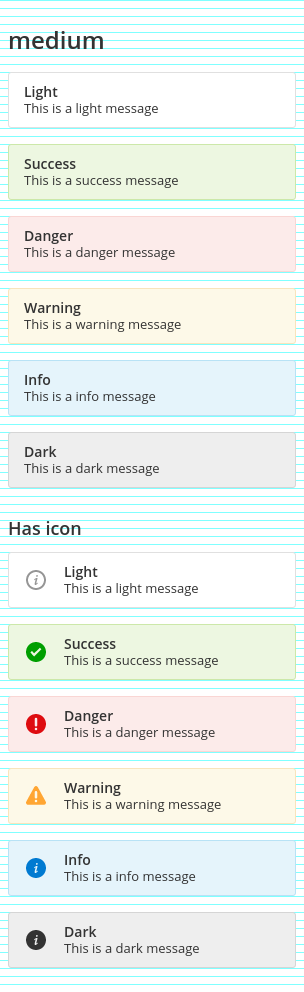 medium
Light
This is a light message
Success
This is a success message
Danger
This is a danger message
Warning
This is a warning message
Info
This is a info message
Dark
This is a dark message
Has icon
Light
This is a light message
Success
This is a success message
Danger
This is a danger message
Warning
This is a warning message
Info
This is a info message
Dark
This is a dark message